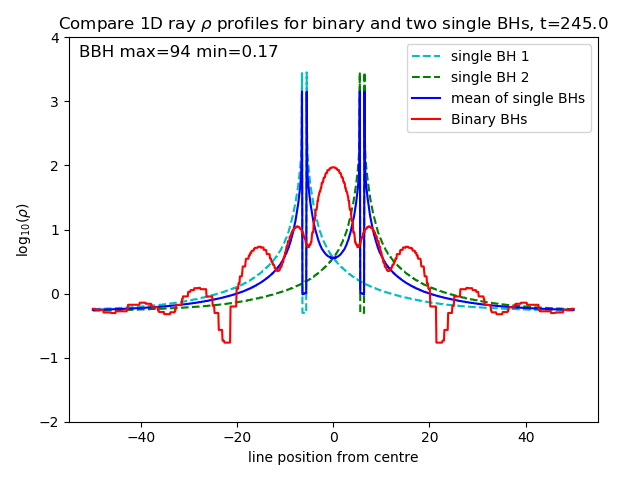 Compare 1D ray ρ profiles for binary and two single BHs, t=245.0
BBH max=94 min=0.17
single BH 1
single BH 2
mean of single BHs
Binary BHs
log₁₀(ρ)
4
3
2
1
0
−1
−2
−40 −20 0 20 40
line position from centre